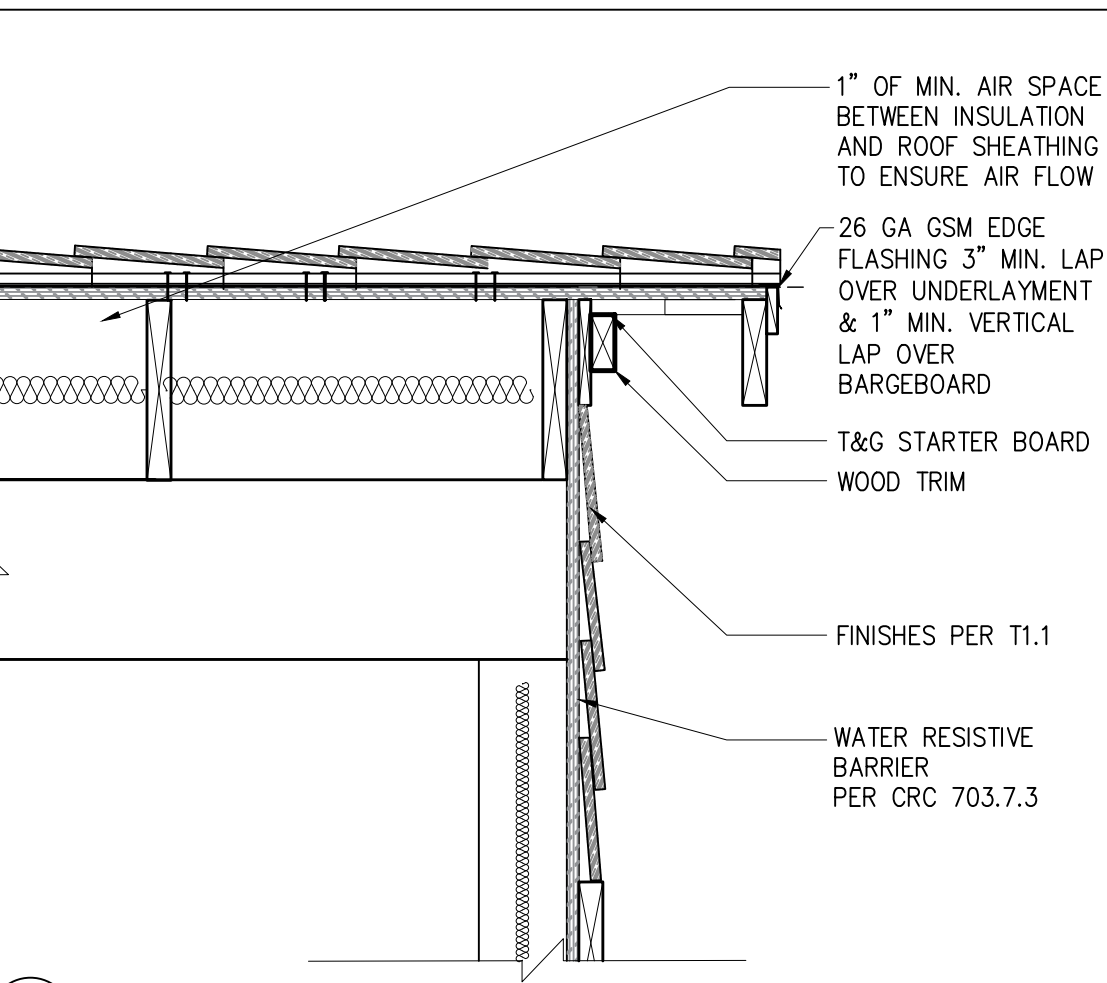 1" OF MIN. AIR SPACE
BETWEEN INSULATION
AND ROOF SHEATHING
TO ENSURE AIR FLOW
26 GA GSM EDGE
FLASHING 3" MIN. LAP
OVER UNDERLAYMENT
& 1" MIN. VERTICAL
LAP OVER
BARGEBOARD
T&G STARTER BOARD
WOOD TRIM
FINISHES PER T1.1
WATER RESISTIVE
BARRIER
PER CRC 703.7.3